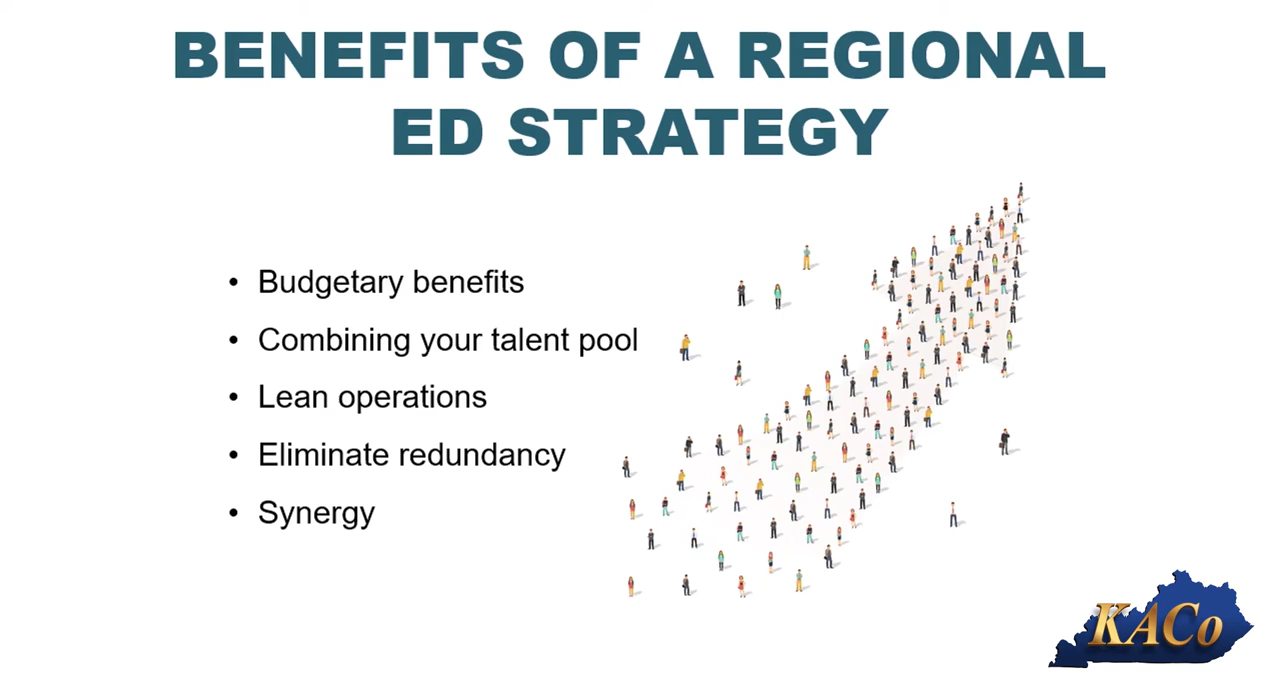 BENEFITS OF A REGIONAL
ED STRATEGY
• Budgetary benefits
• Combining your talent pool
• Lean operations
• Eliminate redundancy
• Synergy
KACo